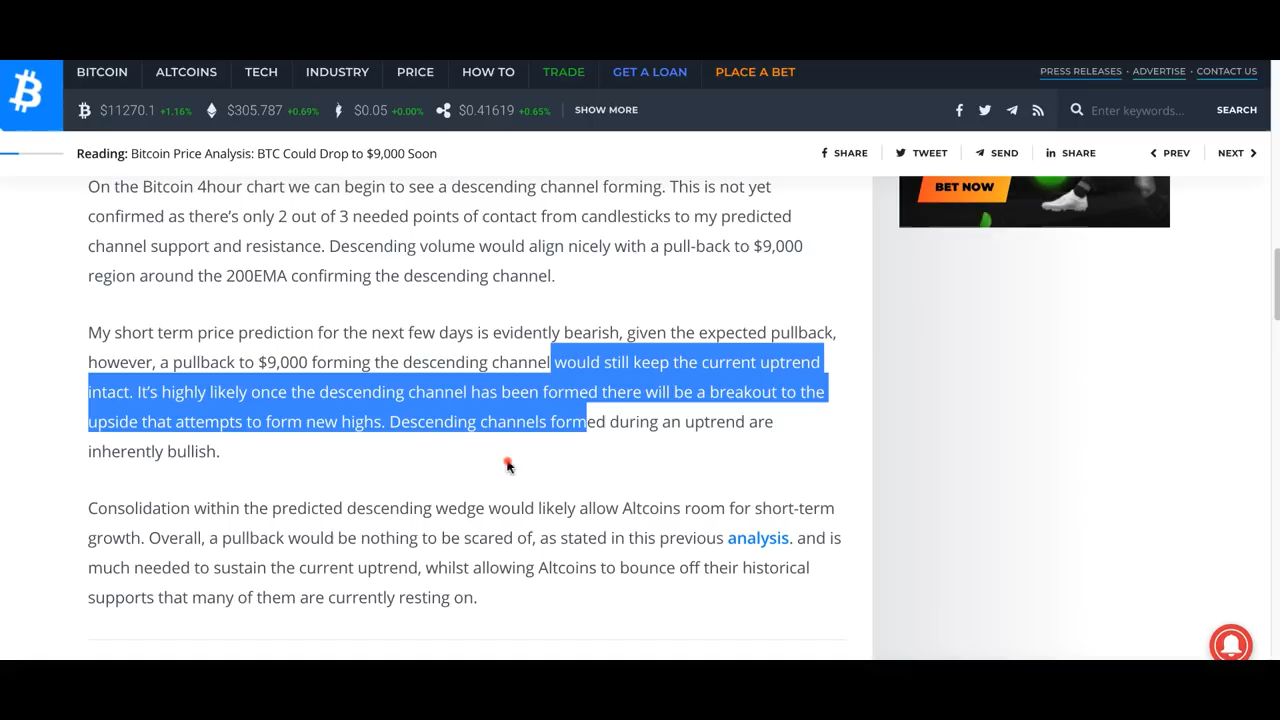 BITCOIN ALTCOINS TECH INDUSTRY PRICE HOW TO TRADE GET A LOAN PLACE A BET PRESS RELEASES · ADVERTISE · CONTACT US
$11270.1 +1.16% $305.787 +0.69% $0.05 +0.00% $0.41619 +0.65% SHOW MORE Enter keywords... SEARCH
Reading: Bitcoin Price Analysis: BTC Could Drop to $9,000 Soon SHARE TWEET SEND SHARE PREV NEXT
BET NOW
On the Bitcoin 4hour chart we can begin to see a descending channel forming. This is not yet
confirmed as there’s only 2 out of 3 needed points of contact from candlesticks to my predicted
channel support and resistance. Descending volume would align nicely with a pull-back to $9,000
region around the 200EMA confirming the descending channel.
My short term price prediction for the next few days is evidently bearish, given the expected pullback,
however, a pullback to $9,000 forming the descending channel would still keep the current uptrend
intact. It’s highly likely once the descending channel has been formed there will be a breakout to the
upside that attempts to form new highs. Descending channels formed during an uptrend are
inherently bullish.
Consolidation within the predicted descending wedge would likely allow Altcoins room for short-term
growth. Overall, a pullback would be nothing to be scared of, as stated in this previous analysis. and is
much needed to sustain the current uptrend, whilst allowing Altcoins to bounce off their historical
supports that many of them are currently resting on.